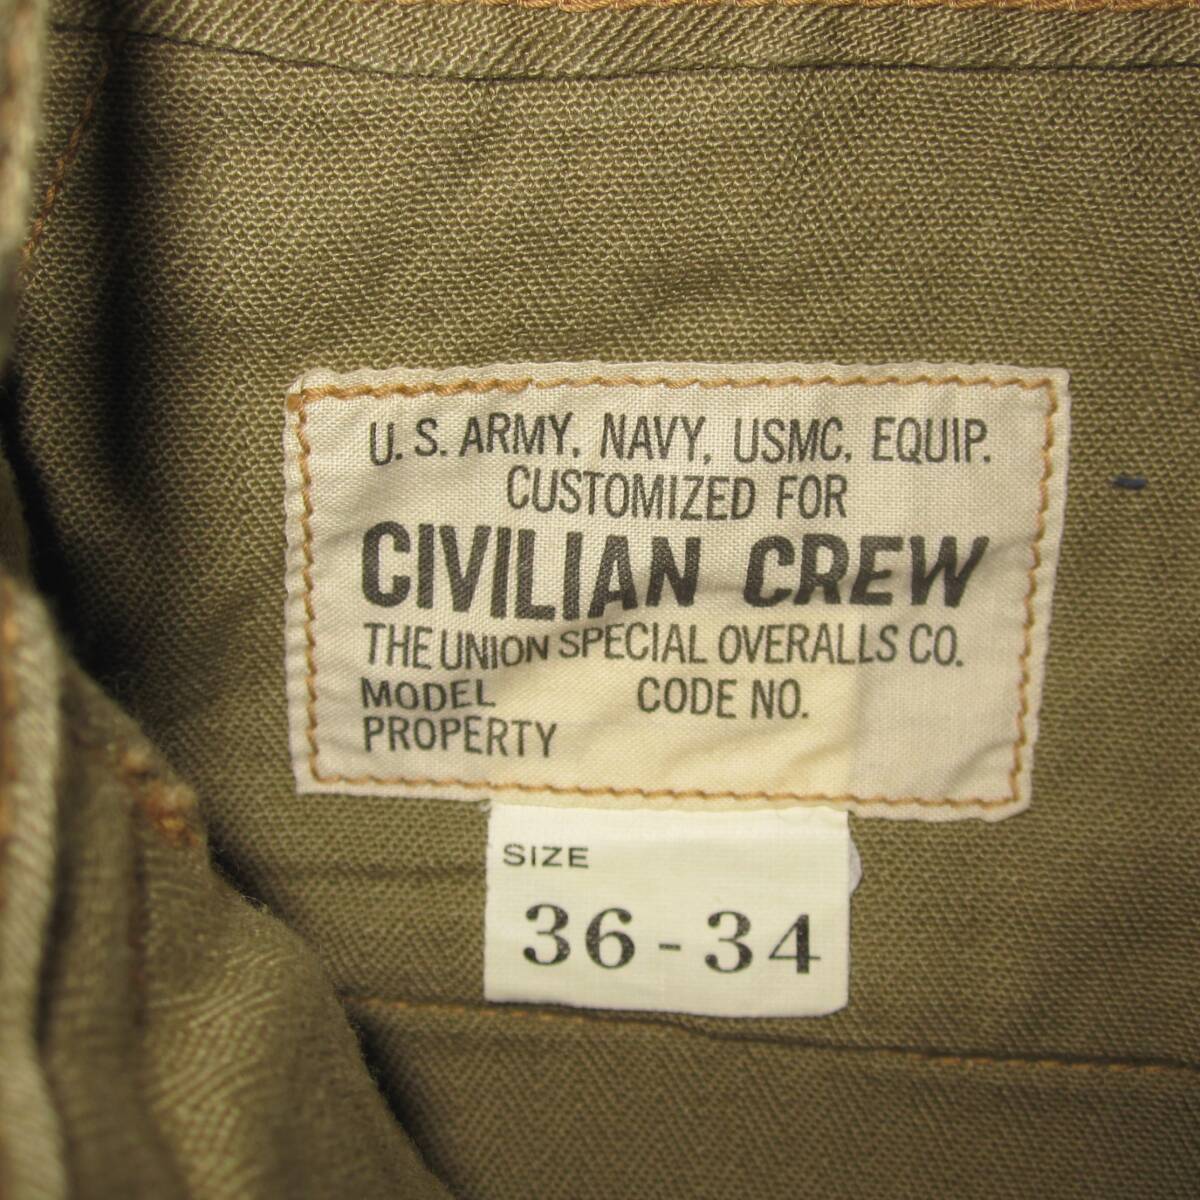 U. S. ARMY, NAVY, USMC, EQUIP.
CUSTOMIZED FOR
CIVILIAN CREW
THE UNION SPECIAL OVERALLS CO.
MODEL CODE NO.
PROPERTY
SIZE
36 - 34